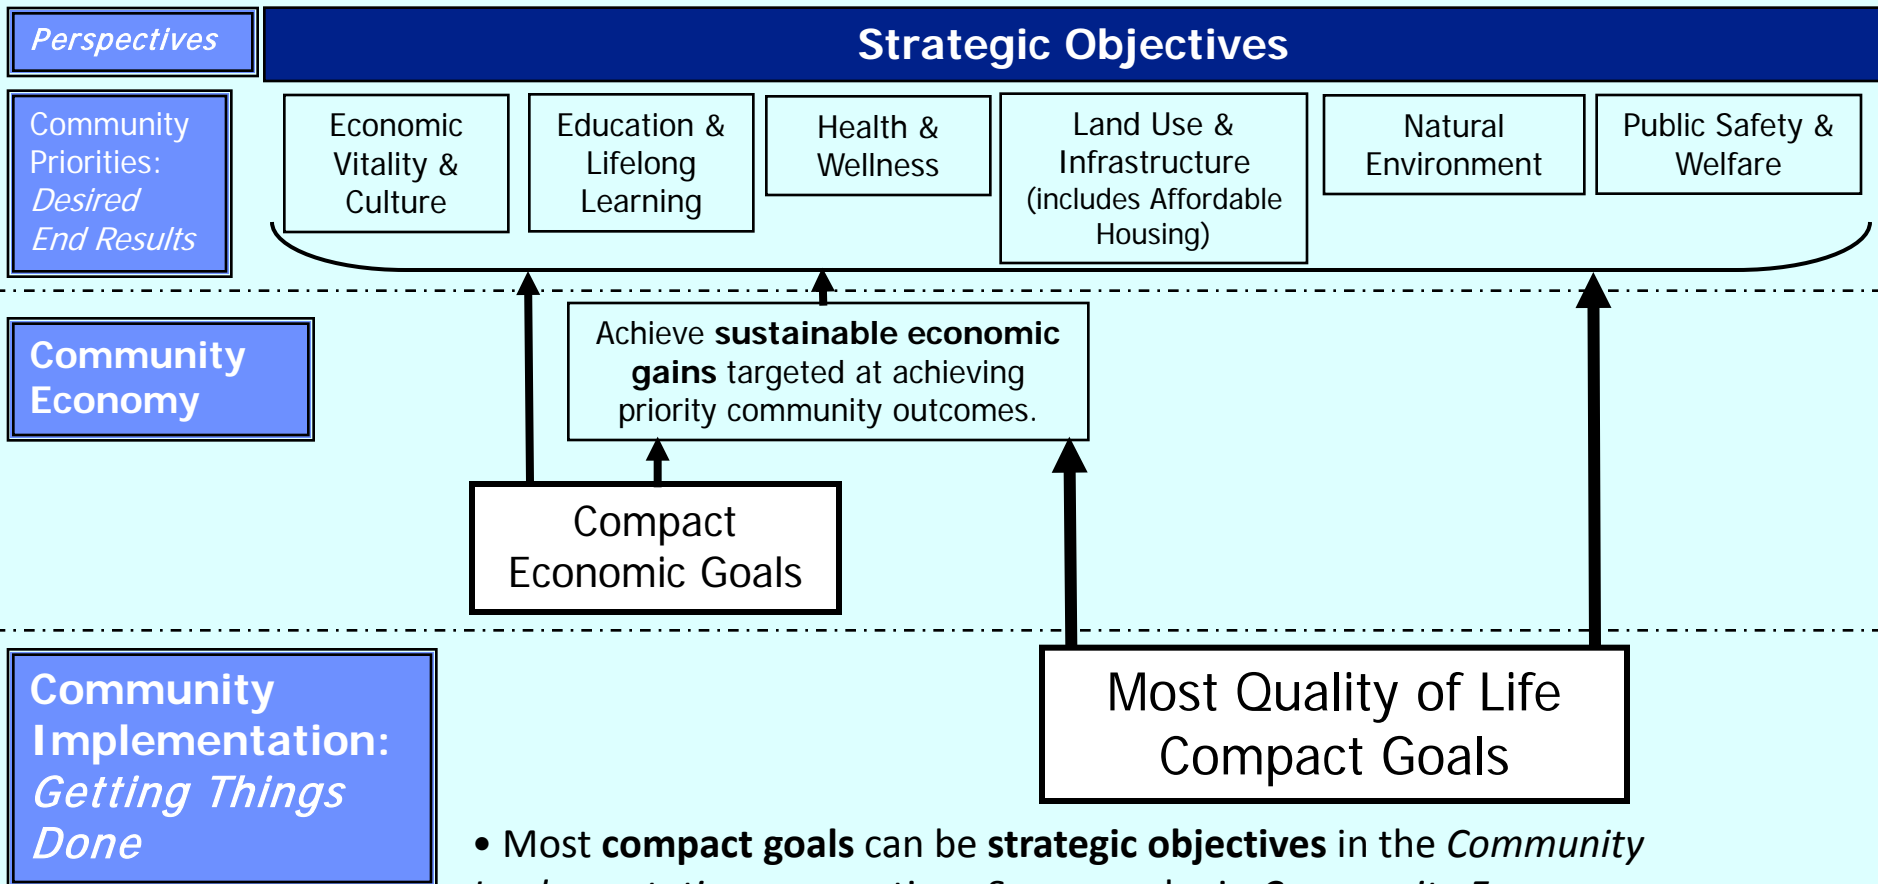 Perspectives
Strategic Objectives
Community
Priorities:
Desired
End Results
Economic
Vitality &
Culture
Education &
Lifelong
Learning
Health &
Wellness
Land Use &
Infrastructure
(includes Affordable
Housing)
Natural
Environment
Public Safety &
Welfare
Community
Economy
Achieve sustainable economic
gains targeted at achieving
priority community outcomes.
Compact
Economic Goals
Community
Implementation:
Getting Things
Done
Most Quality of Life
Compact Goals
• Most compact goals can be strategic objectives in the Community